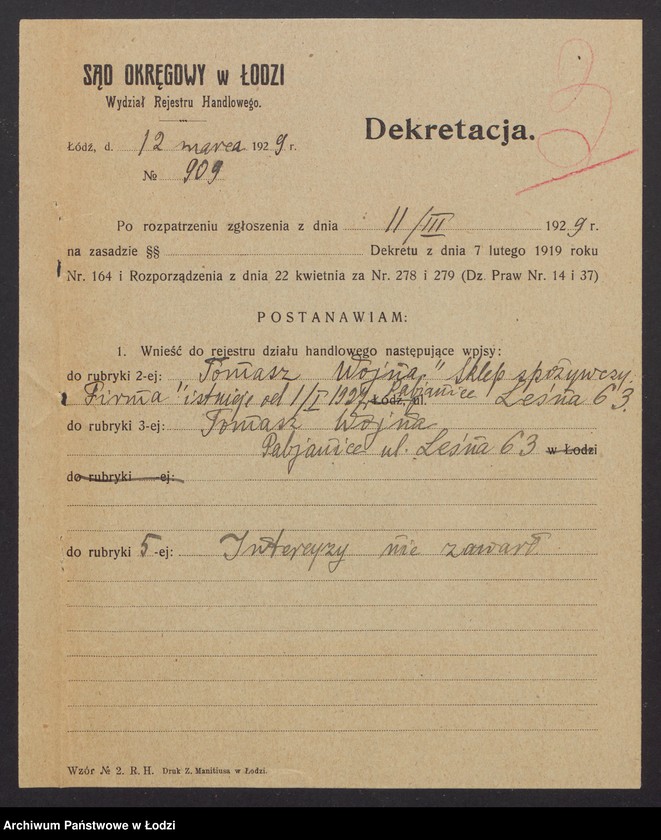 SĄD OKRĘGOWY w ŁODZI
Wydział Rejestru Handlowego.
Dekretacja.
Łódź, d. 12 marca 1929 r.
№ 909
Po rozpatrzeniu zgłoszenia z dnia 11/III 1929 r.
na zasadzie §§ Dekretu z dnia 7 lutego 1919 roku
Nr. 164 i Rozporządzenia z dnia 22 kwietnia za Nr. 278 i 279 (Dz. Praw Nr. 14 i 37)
POSTANAWIAM:
1. Wnieść do rejestru działu handlowego następujące wpjsy:
do rubryki 2-ej: "Tomasz Wojna" Sklep spożywczy.
Firma istnieje od 1/I Łódź, ul. Pabjanice Leśna 63.
do rubryki 3-ej: Tomasz Wojna
Pabjanice ul. Leśna 63 w Łodzi
do rubryki -ej:
do rubryki 5-ej: Intercyzy nie zawarł
Wzór № 2. R. H. Druk Z. Manitiusa w Łodzi.
Archiwum Państwowe w Łodzi